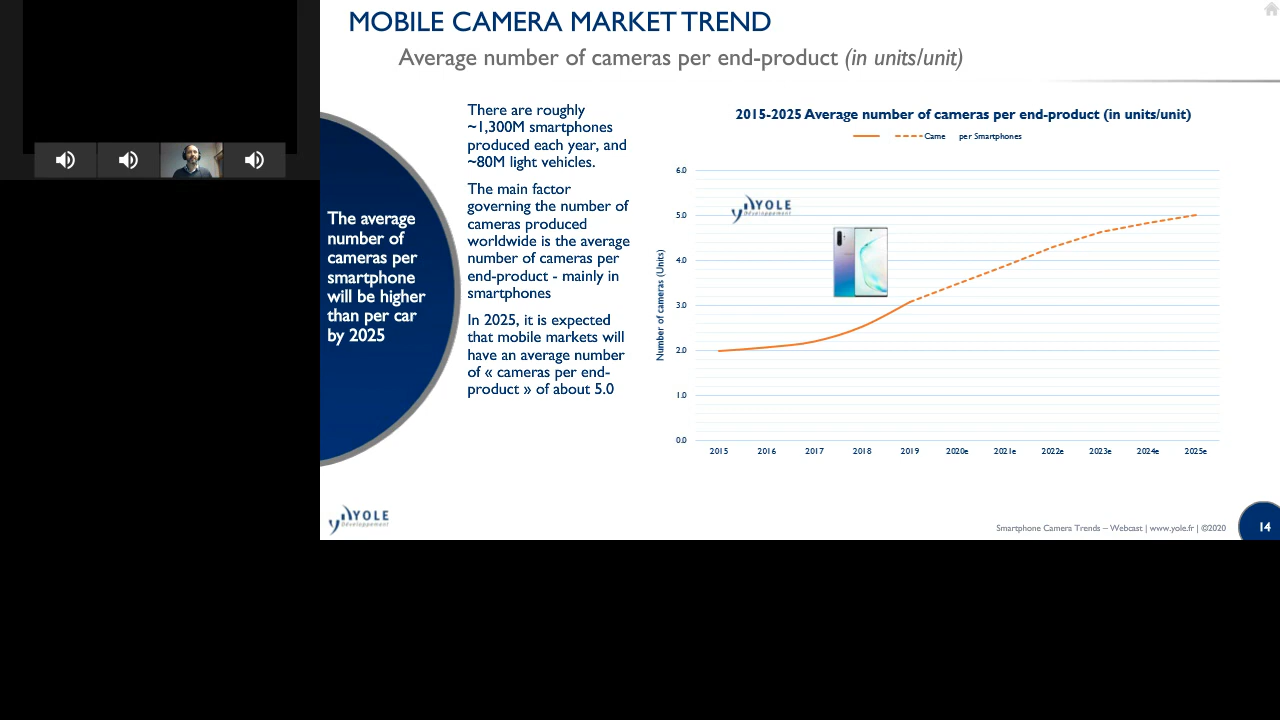 MOBILE CAMERA MARKET TREND
Average number of cameras per end-product (in units/unit)
The average
number of
cameras per
smartphone
will be higher
than per car
by 2025
There are roughly
~1,300M smartphones
produced each year, and
~80M light vehicles.
The main factor
governing the number of
cameras produced
worldwide is the average
number of cameras per
end-product - mainly in
smartphones
In 2025, it is expected
that mobile markets will
have an average number
of « cameras per end-
product » of about 5.0
2015-2025 Average number of cameras per end-product (in units/unit)
Came per Smartphones
YOLE
Développement
Number of cameras (Units)
6.0
5.0
4.0
3.0
2.0
1.0
0.0
2015 2016 2017 2018 2019 2020e 2021e 2022e 2023e 2024e 2025e
YOLE
Développement
Smartphone Camera Trends – Webcast | www.yole.fr | ©2020
14